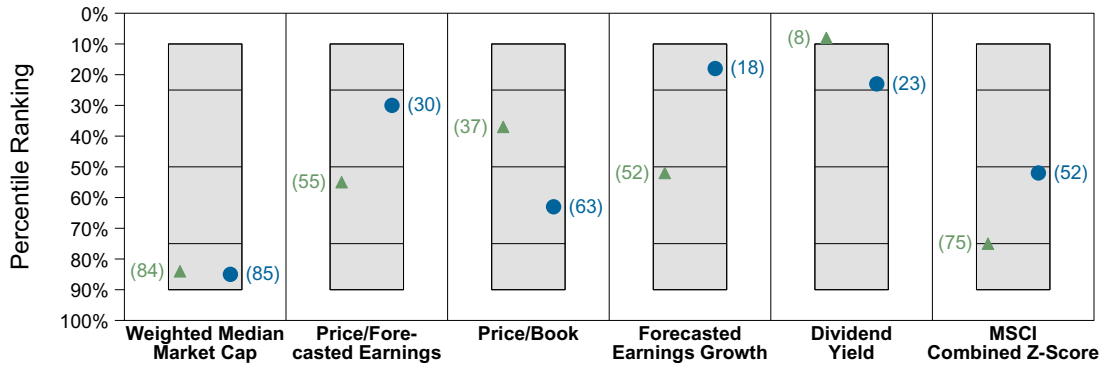 Percentile Ranking
0%
10%
20%
30%
40%
50%
60%
70%
80%
90%
100%
(84)
(85)
(55)
(30)
(37)
(63)
(52)
(18)
(8)
(23)
(75)
(52)
Weighted Median
Market Cap
Price/Fore-
casted Earnings
Price/Book
Forecasted
Earnings Growth
Dividend
Yield
MSCI
Combined Z-Score